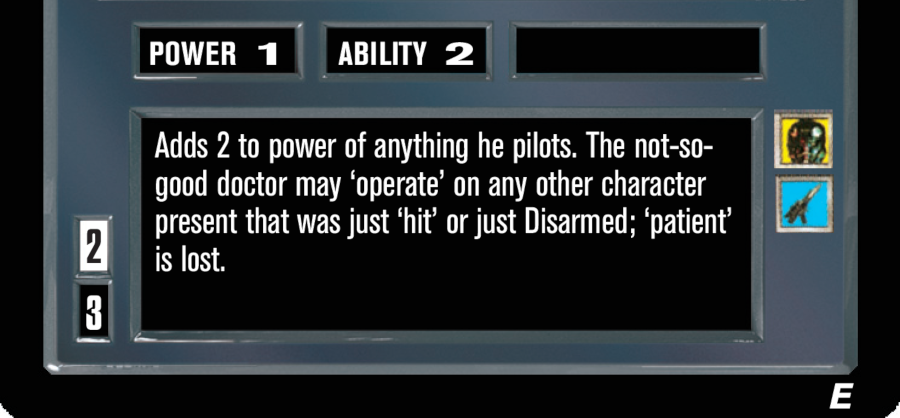 POWER 1 ABILITY 2
Adds 2 to power of anything he pilots. The not-so-
good doctor may ‘operate’ on any other character
present that was just ‘hit’ or just Disarmed; ‘patient’
is lost.
2
3
E